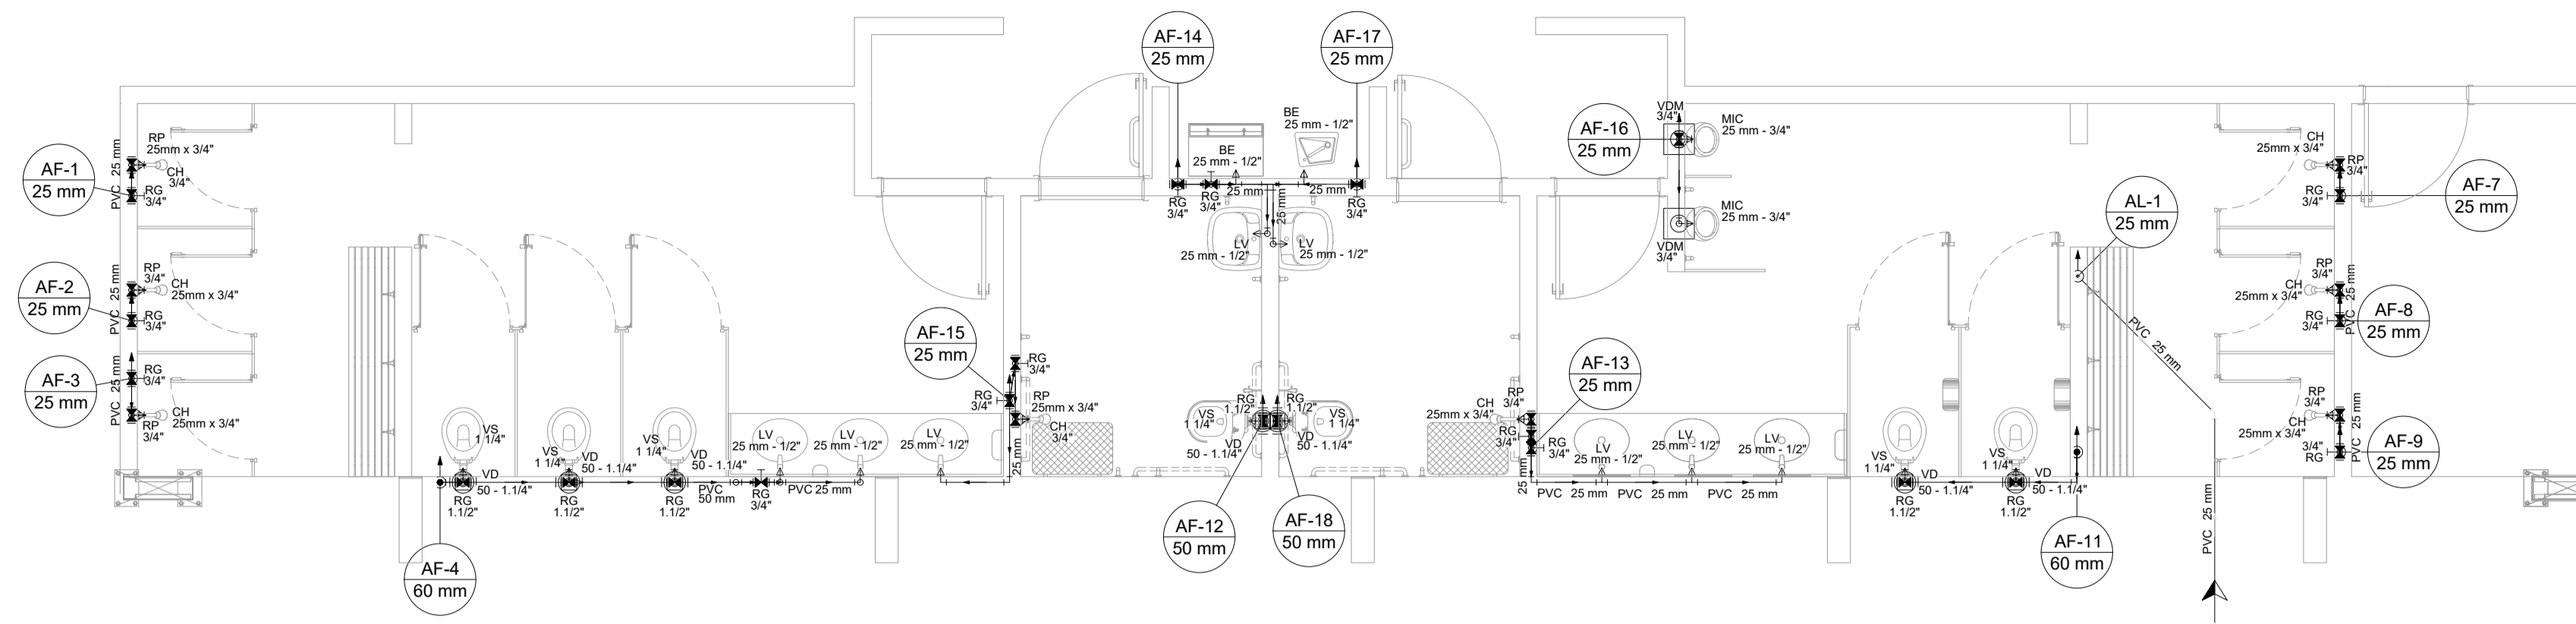 AF-1
25 mm
PVC 25 mm
RP
25mm x 3/4"
CH
3/4"
RG
3/4"
AF-2
25 mm
PVC 25 mm
RP
3/4"
CH
25mm x 3/4"
RG
3/4"
AF-3
25 mm
PVC 25 mm
RG
3/4"
CH
25mm x 3/4"
RP
3/4"
AF-4
60 mm
VS
1 1/4"
VD
50 - 1.1/4"
RG
1.1/2"
VS
1 1/4"
VD
50 - 1.1/4"
RG
1.1/2"
VS
1 1/4"
VD
50 - 1.1/4"
RG
1.1/2"
PVC
50 mm
RG
3/4"
PVC 25 mm
LV
25 mm - 1/2"
LV
25 mm - 1/2"
LV
25 mm - 1/2"
AF-15
25 mm
RG
3/4"
RG
3/4"
RP
25mm x 3/4"
CH
3/4"
25 mm
AF-14
25 mm
AF-17
25 mm
BE
25 mm - 1/2"
BE
25 mm - 1/2"
RG
3/4"
RG
3/4"
25 mm
25 mm
RG
3/4"
25 mm
LV
25 mm - 1/2"
LV
25 mm - 1/2"
RG
1.1/2"
RG
1.1/2"
VS
1 1/4"
VS
1 1/4"
VD
50 - 1.1/4"
VD
50 - 1.1/4"
AF-12
50 mm
AF-18
50 mm
AF-16
25 mm
VDM
3/4"
MIC
25 mm - 3/4"
MIC
25 mm - 3/4"
VDM
3/4"
AF-13
25 mm
RP
3/4"
CH
25mm x 3/4"
RG
3/4"
RG
3/4"
25 mm
LV
25 mm - 1/2"
LV
25 mm - 1/2"
LV
25 mm - 1/2"
PVC 25 mm
PVC 25 mm
PVC 25 mm
VS
1 1/4"
VD
50 - 1.1/4"
RG
1.1/2"
VS
1 1/4"
VD
50 - 1.1/4"
RG
1.1/2"
AF-11
60 mm
AL-1
25 mm
PVC 25 mm
PVC 25 mm
CH
25mm x 3/4"
RP
3/4"
RG
3/4"
AF-7
25 mm
RP
3/4"
CH
25mm x 3/4"
RG
3/4"
PVC 25 mm
AF-8
25 mm
RP
3/4"
CH
25mm x 3/4"
3/4"
RG
PVC 25 mm
AF-9
25 mm